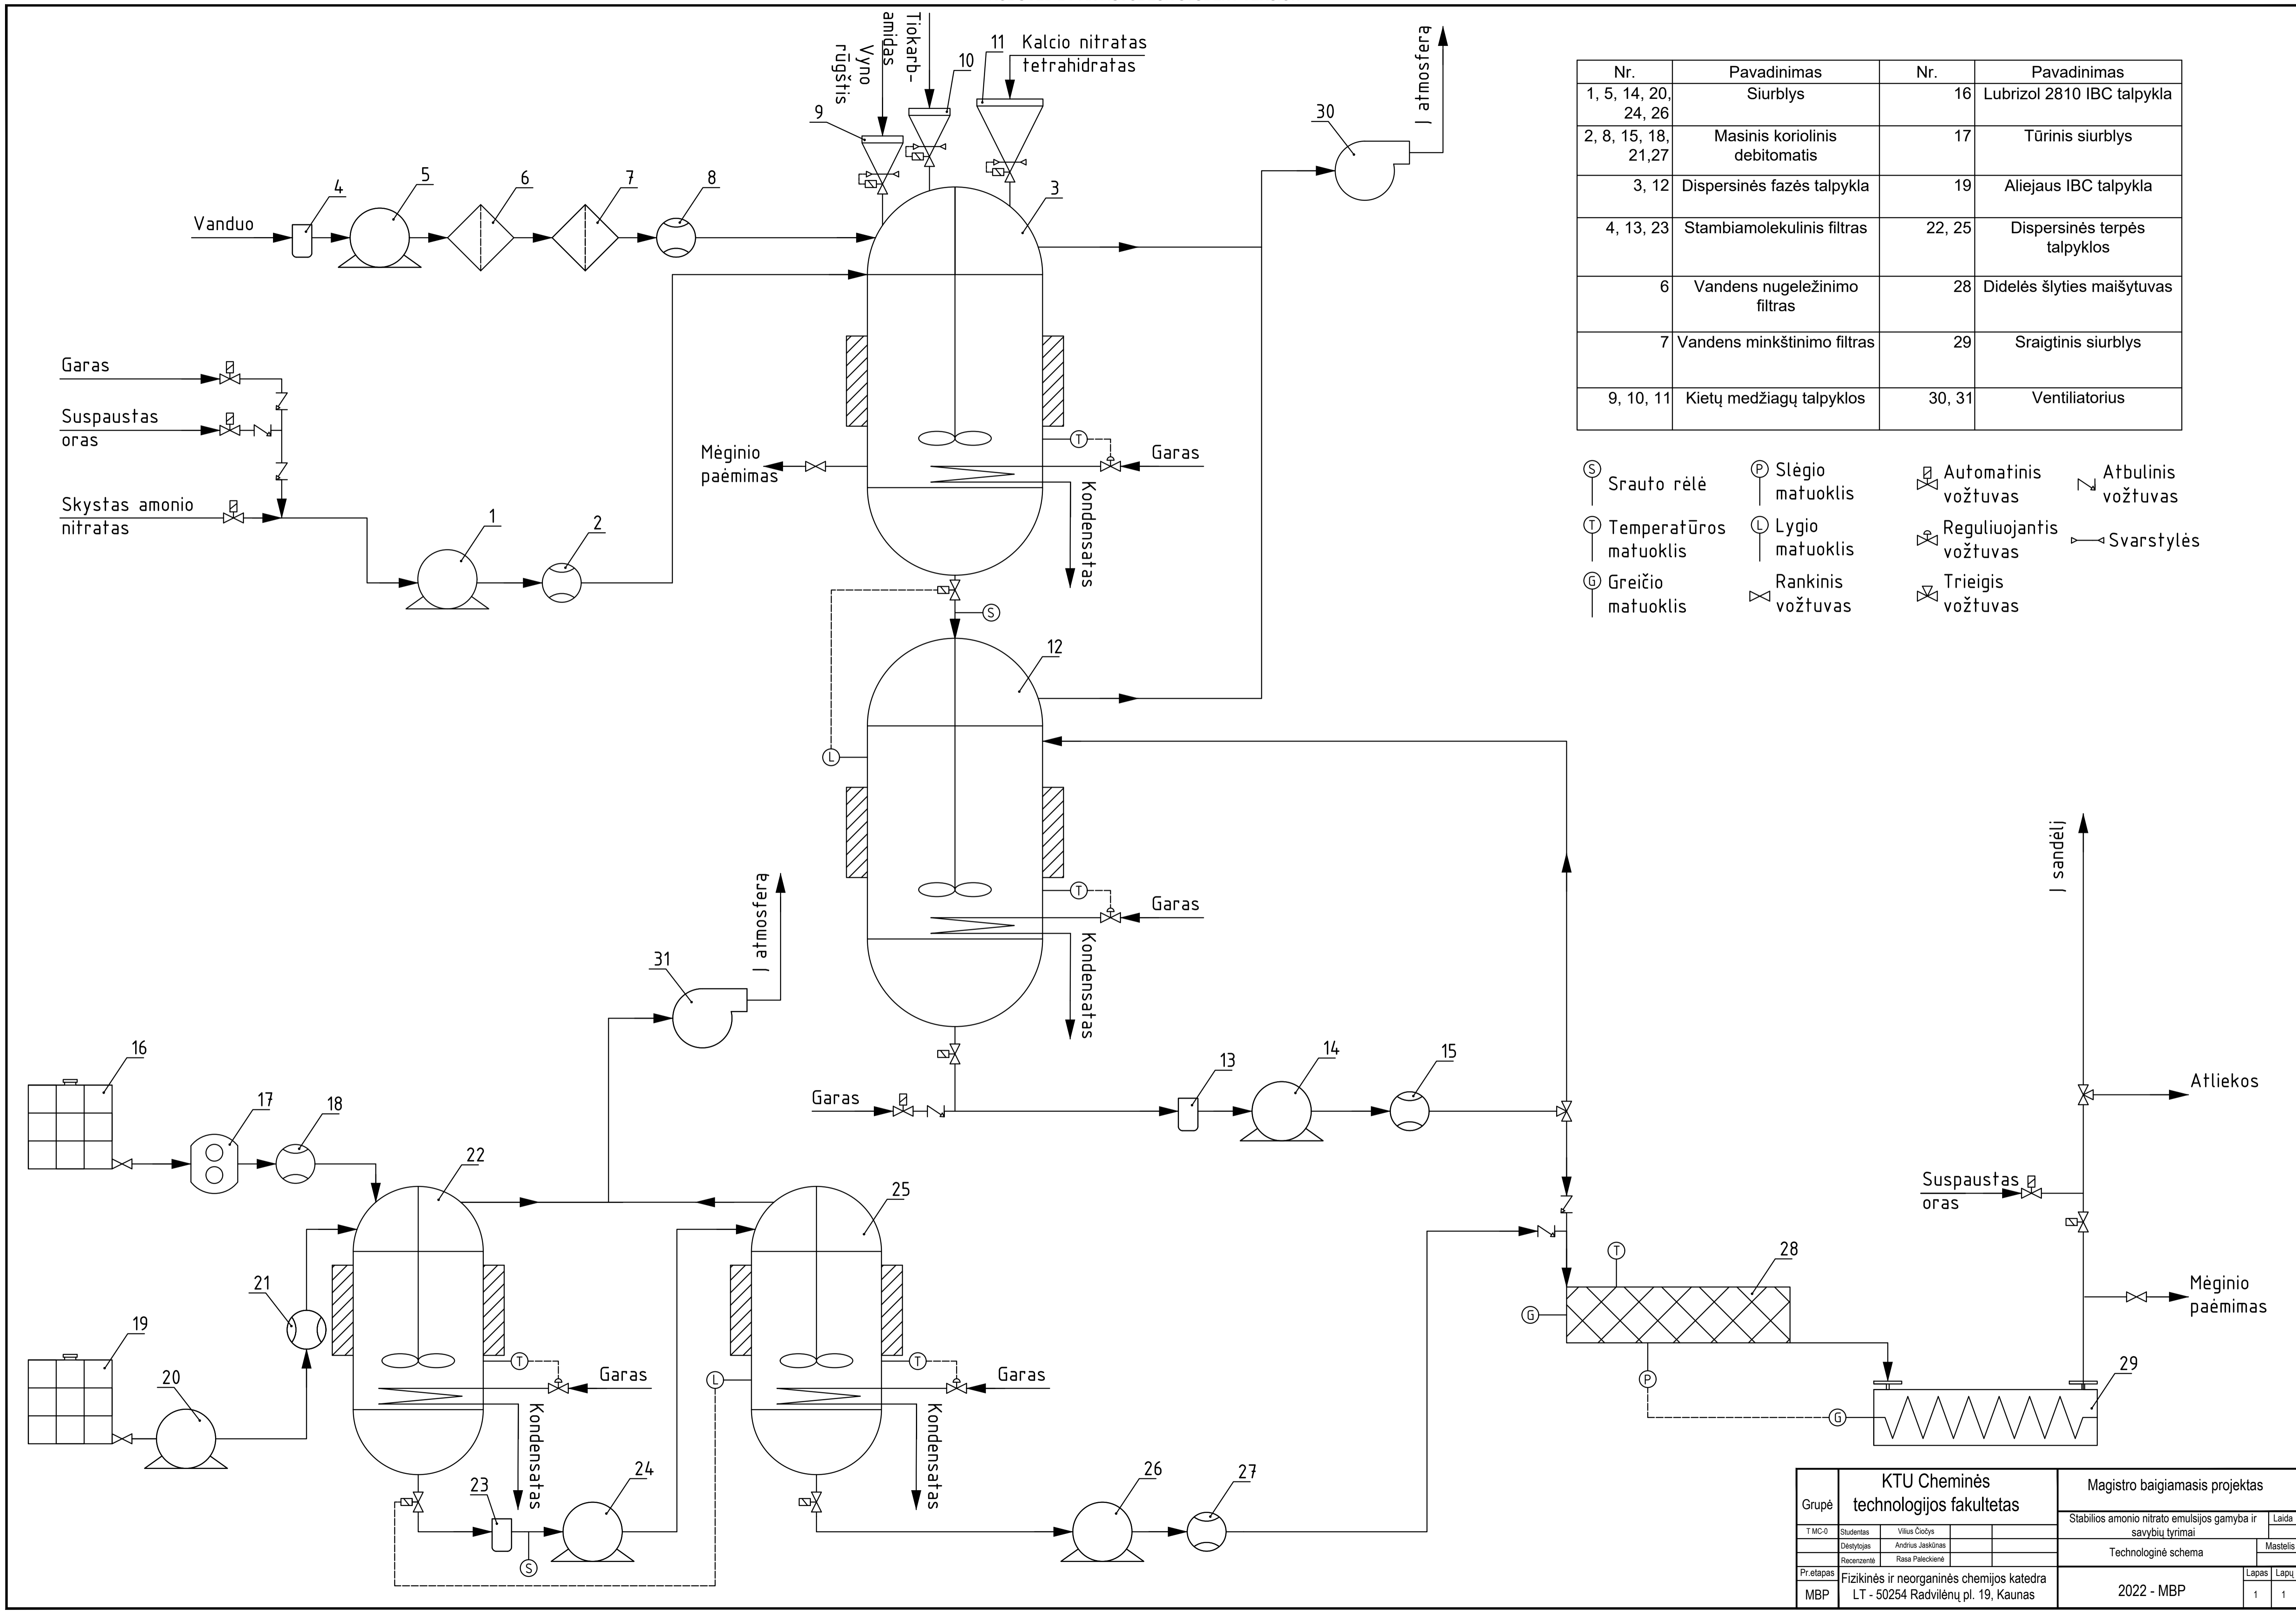 Tiokarb-
amidas
Vyno
rūgštis
11
Kalcio nitratas
tetrahidratas
10
9
Į atmosferą
30
4
5
6
7
8
3
Vanduo
Garas
Suspaustas
oras
Skystas amonio
nitratas
1
2
Mėginio
paėmimas
T
Garas
Kondensatas
S
12
L
T
Garas
Kondensatas
Nr.
Pavadinimas
Nr.
Pavadinimas
1, 5, 14, 20,
24, 26
Siurblys
16
Lubrizol 2810 IBC talpykla
2, 8, 15, 18,
21,27
Masinis koriolinis
debitomatis
17
Tūrinis siurblys
3, 12
Dispersinės fazės talpykla
19
Aliejaus IBC talpykla
4, 13, 23
Stambiamolekulinis filtras
22, 25
Dispersinės terpės
talpyklos
6
Vandens nugeležinimo
filtras
28
Didelės šlyties maišytuvas
7
Vandens minkštinimo filtras
29
Sraigtinis siurblys
9, 10, 11
Kietų medžiagų talpyklos
30, 31
Ventiliatorius
S
Srauto rėlė
P
Slėgio
matuoklis
Automatinis
vožtuvas
Atbulinis
vožtuvas
T
Temperatūros
matuoklis
L
Lygio
matuoklis
Reguliuojantis
vožtuvas
Svarstylės
G
Greičio
matuoklis
Rankinis
vožtuvas
Trieigis
vožtuvas
Į atmosferą
31
16
17
18
22
25
19
20
21
T
Garas
Kondensatas
L
T
Garas
Kondensatas
23
24
S
26
27
Garas
13
14
15
Į sandėlį
Atliekos
Suspaustas
oras
T
28
G
Mėginio
paėmimas
P
G
29
Grupė
KTU Cheminės
technologijos fakultetas
Magistro baigiamasis projektas
T MC-0
Studentas
Vilius Čiočys
Stabilios amonio nitrato emulsijos gamyba ir
savybių tyrimai
Laida
Dėstytojas
Andrius Jaskūnas
Technologinė schema
Mastelis
Recenzentė
Rasa Paleckienė
Pr.etapas
MBP
Fizikinės ir neorganinės chemijos katedra
LT - 50254 Radvilėnų pl. 19, Kaunas
2022 - MBP
Lapas
Lapų
1
1